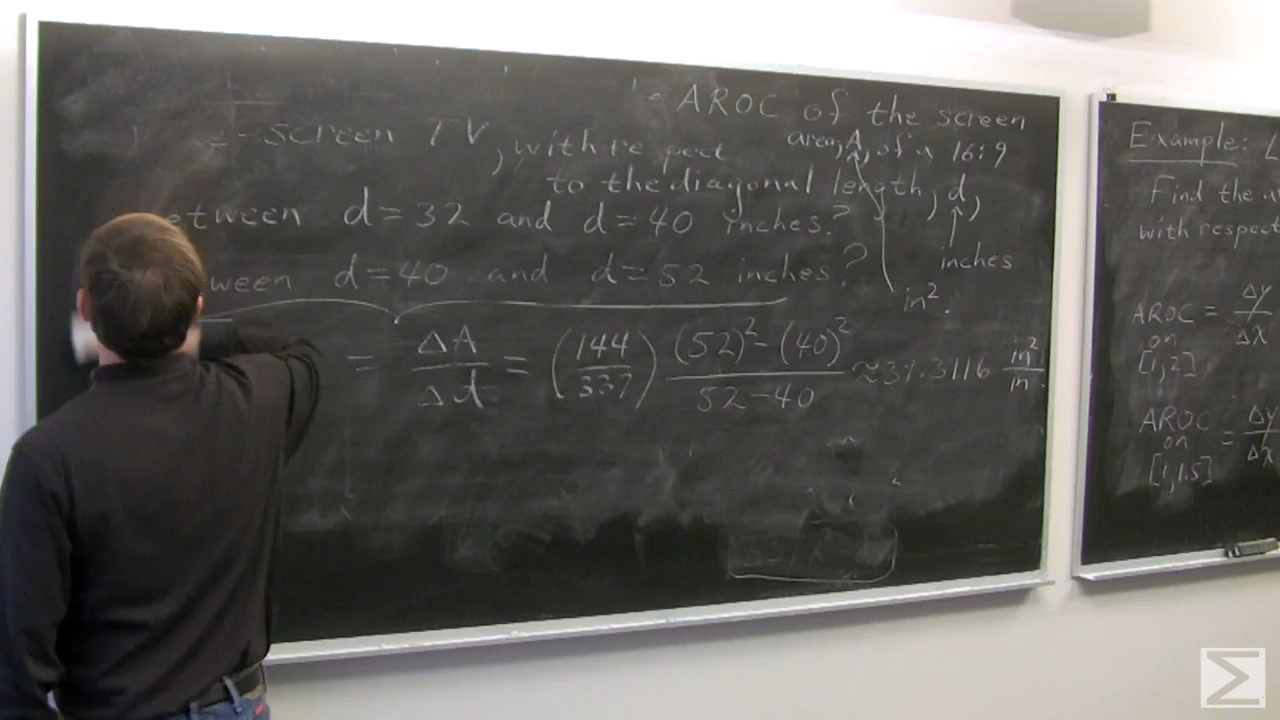 AROC of the screen
area, A, of a 16:9
screen TV, with respect
to the diagonal length, d,
between d=32 and d=40 inches?
inches
between d=40 and d=52 inches?
in².
= ΔA/Δd = (144/337) ((52)² - (40)²)/(52-40) ≈ 37.3116 in²/in.
Example:
Find the
with respect
AROC on [1,2] = Δy/Δx
AROC on [1,1.5] = Δy/Δx
Σ